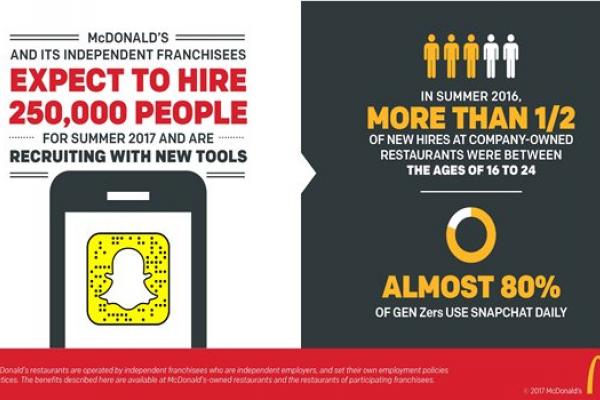 McDONALD'S
AND ITS INDEPENDENT FRANCHISEES
EXPECT TO HIRE
250,000 PEOPLE
FOR SUMMER 2017 AND ARE
RECRUITING WITH NEW TOOLS
IN SUMMER 2016,
MORE THAN 1/2
OF NEW HIRES AT COMPANY-OWNED
RESTAURANTS WERE BETWEEN
THE AGES OF 16 TO 24
ALMOST 80%
OF GEN Zers USE SNAPCHAT DAILY
Donald's restaurants are operated by independent franchisees who are independent employers, and set their own employment policies
tices. The benefits described here are available at McDonald's-owned restaurants and the restaurants of participating franchisees.
© 2017 McDonald's